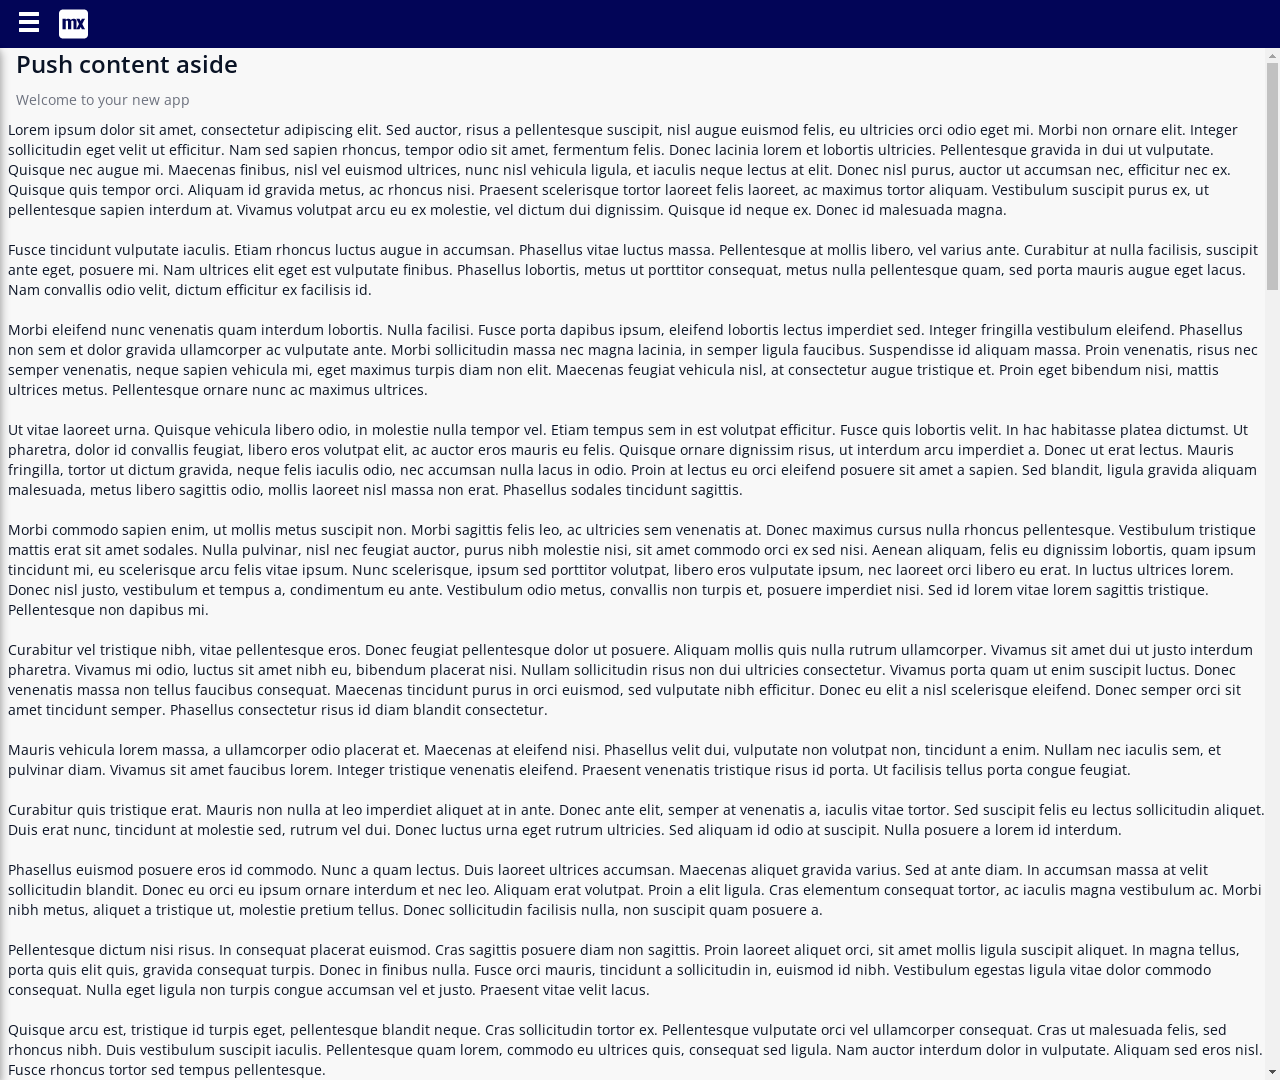 mx
Push content aside
Welcome to your new app
Lorem ipsum dolor sit amet, consectetur adipiscing elit. Sed auctor, risus a pellentesque suscipit, nisl augue euismod felis, eu ultricies orci odio eget mi. Morbi non ornare elit. Integer
sollicitudin eget velit ut efficitur. Nam sed sapien rhoncus, tempor odio sit amet, fermentum felis. Donec lacinia lorem et lobortis ultricies. Pellentesque gravida in dui ut vulputate.
Quisque nec augue mi. Maecenas finibus, nisl vel euismod ultrices, nunc nisl vehicula ligula, et iaculis neque lectus at elit. Donec nisl purus, auctor ut accumsan nec, efficitur nec ex.
Quisque quis tempor orci. Aliquam id gravida metus, ac rhoncus nisi. Praesent scelerisque tortor laoreet felis laoreet, ac maximus tortor aliquam. Vestibulum suscipit purus ex, ut
pellentesque sapien interdum at. Vivamus volutpat arcu eu ex molestie, vel dictum dui dignissim. Quisque id neque ex. Donec id malesuada magna.
Fusce tincidunt vulputate iaculis. Etiam rhoncus luctus augue in accumsan. Phasellus vitae luctus massa. Pellentesque at mollis libero, vel varius ante. Curabitur at nulla facilisis, suscipit
ante eget, posuere mi. Nam ultrices elit eget est vulputate finibus. Phasellus lobortis, metus ut porttitor consequat, metus nulla pellentesque quam, sed porta mauris augue eget lacus.
Nam convallis odio velit, dictum efficitur ex facilisis id.
Morbi eleifend nunc venenatis quam interdum lobortis. Nulla facilisi. Fusce porta dapibus ipsum, eleifend lobortis lectus imperdiet sed. Integer fringilla vestibulum eleifend. Phasellus
non sem et dolor gravida ullamcorper ac vulputate ante. Morbi sollicitudin massa nec magna lacinia, in semper ligula faucibus. Suspendisse id aliquam massa. Proin venenatis, risus nec
semper venenatis, neque sapien vehicula mi, eget maximus turpis diam non elit. Maecenas feugiat vehicula nisl, at consectetur augue tristique et. Proin eget bibendum nisi, mattis
ultrices metus. Pellentesque ornare nunc ac maximus ultrices.
Ut vitae laoreet urna. Quisque vehicula libero odio, in molestie nulla tempor vel. Etiam tempus sem in est volutpat efficitur. Fusce quis lobortis velit. In hac habitasse platea dictumst. Ut
pharetra, dolor id convallis feugiat, libero eros volutpat elit, ac auctor eros mauris eu felis. Quisque ornare dignissim risus, ut interdum arcu imperdiet a. Donec ut erat lectus. Mauris
fringilla, tortor ut dictum gravida, neque felis iaculis odio, nec accumsan nulla lacus in odio. Proin at lectus eu orci eleifend posuere sit amet a sapien. Sed blandit, ligula gravida aliquam
malesuada, metus libero sagittis odio, mollis laoreet nisl massa non erat. Phasellus sodales tincidunt sagittis.
Morbi commodo sapien enim, ut mollis metus suscipit non. Morbi sagittis felis leo, ac ultricies sem venenatis at. Donec maximus cursus nulla rhoncus pellentesque. Vestibulum tristique
mattis erat sit amet sodales. Nulla pulvinar, nisl nec feugiat auctor, purus nibh molestie nisi, sit amet commodo orci ex sed nisi. Aenean aliquam, felis eu dignissim lobortis, quam ipsum
tincidunt mi, eu scelerisque arcu felis vitae ipsum. Nunc scelerisque, ipsum sed porttitor volutpat, libero eros vulputate ipsum, nec laoreet orci libero eu erat. In luctus ultrices lorem.
Donec nisl justo, vestibulum et tempus a, condimentum eu ante. Vestibulum odio metus, convallis non turpis et, posuere imperdiet nisi. Sed id lorem vitae lorem sagittis tristique.
Pellentesque non dapibus mi.
Curabitur vel tristique nibh, vitae pellentesque eros. Donec feugiat pellentesque dolor ut posuere. Aliquam mollis quis nulla rutrum ullamcorper. Vivamus sit amet dui ut justo interdum
pharetra. Vivamus mi odio, luctus sit amet nibh eu, bibendum placerat nisi. Nullam sollicitudin risus non dui ultricies consectetur. Vivamus porta quam ut enim suscipit luctus. Donec
venenatis massa non tellus faucibus consequat. Maecenas tincidunt purus in orci euismod, sed vulputate nibh efficitur. Donec eu elit a nisl scelerisque eleifend. Donec semper orci sit
amet tincidunt semper. Phasellus consectetur risus id diam blandit consectetur.
Mauris vehicula lorem massa, a ullamcorper odio placerat et. Maecenas at eleifend nisi. Phasellus velit dui, vulputate non volutpat non, tincidunt a enim. Nullam nec iaculis sem, et
pulvinar diam. Vivamus sit amet faucibus lorem. Integer tristique venenatis eleifend. Praesent venenatis tristique risus id porta. Ut facilisis tellus porta congue feugiat.
Curabitur quis tristique erat. Mauris non nulla at leo imperdiet aliquet at in ante. Donec ante elit, semper at venenatis a, iaculis vitae tortor. Sed suscipit felis eu lectus sollicitudin aliquet.
Duis erat nunc, tincidunt at molestie sed, rutrum vel dui. Donec luctus urna eget rutrum ultricies. Sed aliquam id odio at suscipit. Nulla posuere a lorem id interdum.
Phasellus euismod posuere eros id commodo. Nunc a quam lectus. Duis laoreet ultrices accumsan. Maecenas aliquet gravida varius. Sed at ante diam. In accumsan massa at velit
sollicitudin blandit. Donec eu orci eu ipsum ornare interdum et nec leo. Aliquam erat volutpat. Proin a elit ligula. Cras elementum consequat tortor, ac iaculis magna vestibulum ac. Morbi
nibh metus, aliquet a tristique ut, molestie pretium tellus. Donec sollicitudin facilisis nulla, non suscipit quam posuere a.
Pellentesque dictum nisi risus. In consequat placerat euismod. Cras sagittis posuere diam non sagittis. Proin laoreet aliquet orci, sit amet mollis ligula suscipit aliquet. In magna tellus,
porta quis elit quis, gravida consequat turpis. Donec in finibus nulla. Fusce orci mauris, tincidunt a sollicitudin in, euismod id nibh. Vestibulum egestas ligula vitae dolor commodo
consequat. Nulla eget ligula non turpis congue accumsan vel et justo. Praesent vitae velit lacus.
Quisque arcu est, tristique id turpis eget, pellentesque blandit neque. Cras sollicitudin tortor ex. Pellentesque vulputate orci vel ullamcorper consequat. Cras ut malesuada felis, sed
rhoncus nibh. Duis vestibulum suscipit iaculis. Pellentesque quam lorem, commodo eu ultrices quis, consequat sed ligula. Nam auctor interdum dolor in vulputate. Aliquam sed eros nisl.
Fusce rhoncus tortor sed tempus pellentesque.